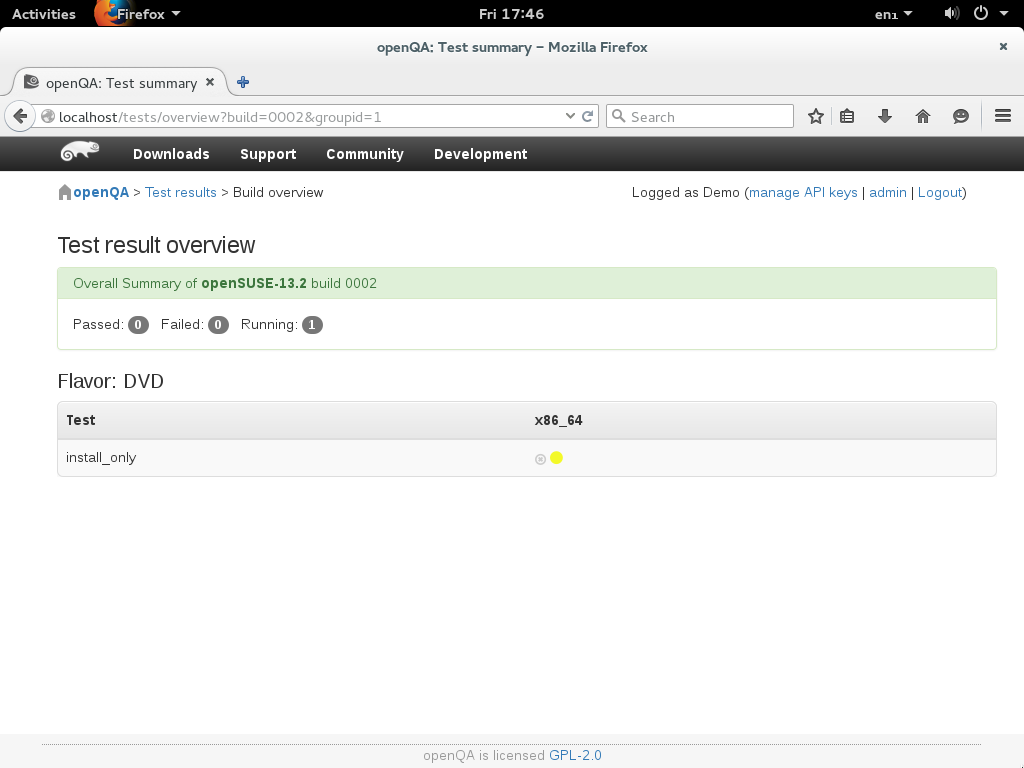 Activities Firefox Fri 17:46 en1
openQA: Test summary – Mozilla Firefox
openQA: Test summary
localhost/tests/overview?build=0002&groupid=1 Search
Downloads Support Community Development
openQA > Test results > Build overview Logged as Demo (manage API keys | admin | Logout)
Test result overview
Overall Summary of openSUSE-13.2 build 0002
Passed: 0 Failed: 0 Running: 1
Flavor: DVD
Test x86_64
install_only
openQA is licensed GPL-2.0